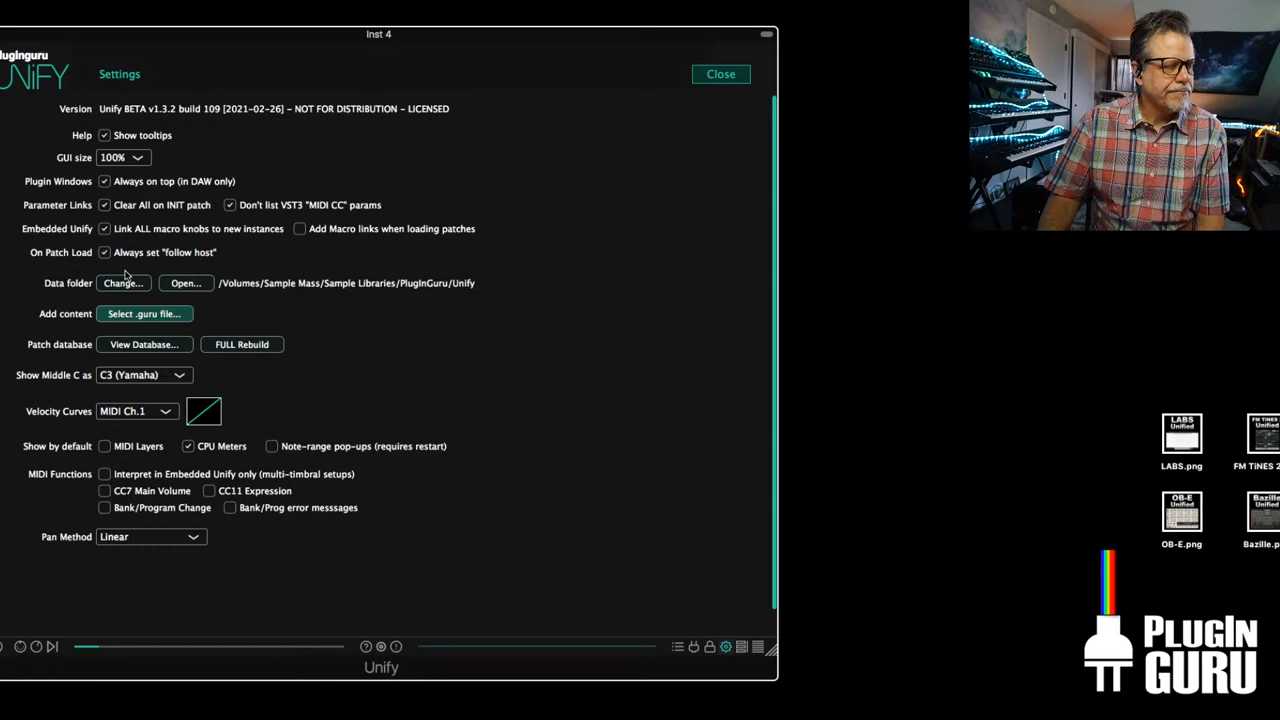 Inst 4
pluginguru
UNiFY
Settings
Close
Version Unify BETA v1.3.2 build 109 [2021-02-26] - NOT FOR DISTRIBUTION - LICENSED
Help Show tooltips
GUI size 100%
Plugin Windows Always on top (in DAW only)
Parameter Links Clear All on INIT patch Don't list VST3 "MIDI CC" params
Embedded Unify Link ALL macro knobs to new instances Add Macro links when loading patches
On Patch Load Always set "follow host"
Data folder Change... Open... /Volumes/Sample Mass/Sample Libraries/PlugInGuru/Unify
Add content Select .guru file...
Patch database View Database... FULL Rebuild
Show Middle C as C3 (Yamaha)
Velocity Curves MIDI Ch.1
Show by default MIDI Layers CPU Meters Note-range pop-ups (requires restart)
MIDI Functions Interpret in Embedded Unify only (multi-timbral setups)
CC7 Main Volume CC11 Expression
Bank/Program Change Bank/Prog error messsages
Pan Method Linear
Unify
LABS Unified
FM TiNES Unified
LABS.png
FM TiNES 2
OB-E Unified
Bazille Unified
OB-E.png
Bazille.p
PLUGIN
GURU